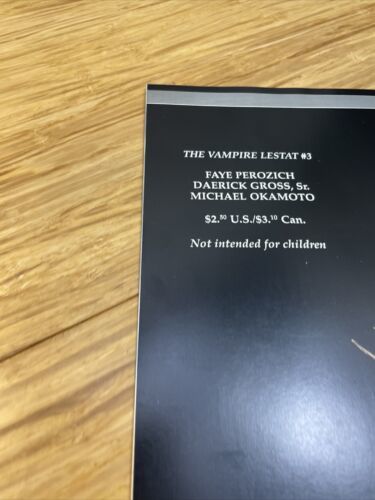 THE VAMPIRE LESTAT #3
FAYE PEROZICH
DAERICK GROSS, Sr.
MICHAEL OKAMOTO
$2.50 U.S./$3.10 Can.
Not intended for children